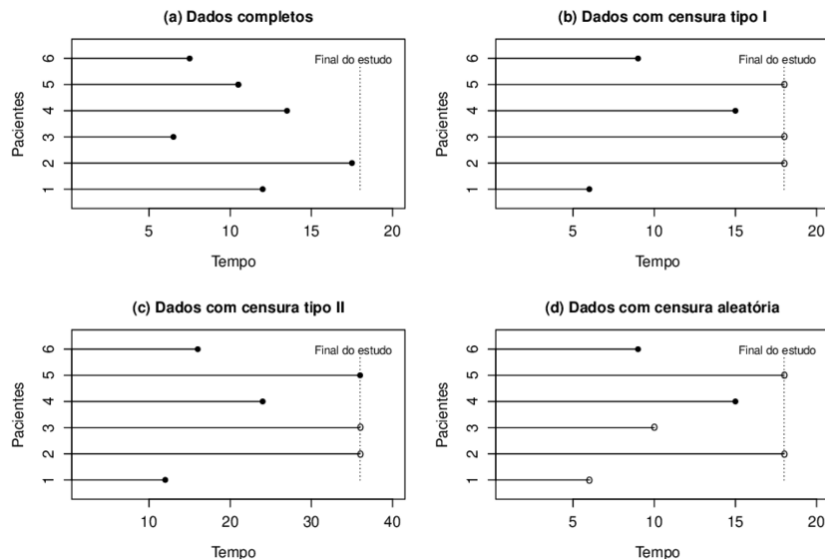 (a) Dados completos
Pacientes
6
5
4
3
2
1
Final do estudo
5 10 15 20
Tempo
(b) Dados com censura tipo I
Pacientes
6
5
4
3
2
1
Final do estudo
5 10 15 20
Tempo
(c) Dados com censura tipo II
Pacientes
6
5
4
3
2
1
Final do estudo
10 20 30 40
Tempo
(d) Dados com censura aleatória
Pacientes
6
5
4
3
2
1
Final do estudo
5 10 15 20
Tempo